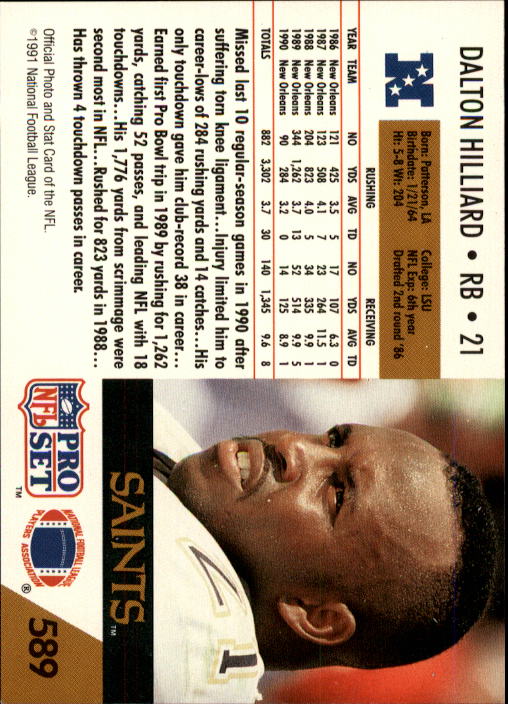 DALTON HILLIARD • RB • 21
N
Born: Patterson, LA College: LSU
Birthdate: 1/21/64 NFL Exp: 6th year
Ht: 5-8 Wt: 204 Drafted 2nd round '86
RUSHING RECEIVING
YEAR TEAM NO YDS AVG TD NO YDS AVG TD
1986 New Orleans 121 425 3.5 5 17 107 6.3 0
1987 New Orleans 123 508 4.1 7 23 264 11.5 1
1988 New Orleans 204 823 4.0 5 34 335 9.9 1
1989 New Orleans 344 1,262 3.7 13 52 514 9.9 5
1990 New Orleans 90 284 3.2 0 14 125 8.9 1
TOTALS 882 3,302 3.7 30 140 1,345 9.6 8
Missed last 10 regular-season games in 1990 after
suffering torn knee ligament...Injury limited him to
career-lows of 284 rushing yards and 14 catches...His
only touchdown gave him club-record 38 in career...
Earned first Pro Bowl trip in 1989 by rushing for 1,262
yards, catching 52 passes, and leading NFL with 18
touchdowns...His 1,776 yards from scrimmage were
second most in NFL...Rushed for 823 yards in 1988...
Has thrown 4 touchdown passes in career.
Official Photo and Stat Card of the NFL.
©1991 National Football League.
21
SAINTS™
PRO
NFL
SET™
NATIONAL FOOTBALL LEAGUE
PLAYERS ASSOCIATION®
589